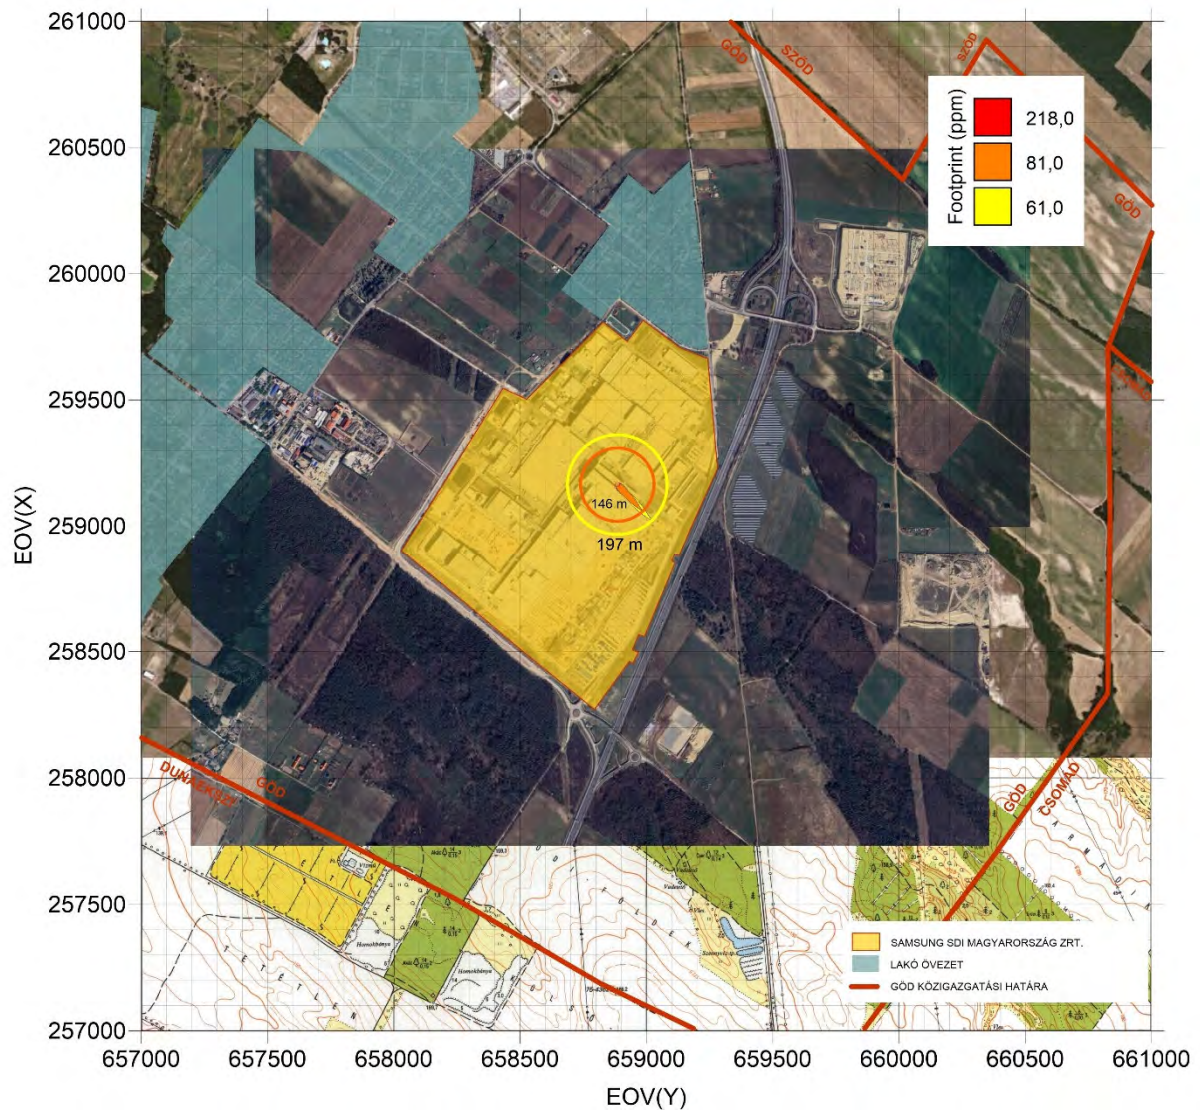 261000
260500
260000
259500
259000
258500
258000
257500
257000
EOV(X)
657000
657500
658000
658500
659000
659500
660000
660500
661000
EOV(Y)
GÖD
SZŐD
SZŐD
GÖD
Footprint (ppm)
218,0
81,0
61,0
146 m
197 m
DUNAKESZI
GÖD
GÖD
CSOMÁD
Homokbánya
Homokbánya
SAMSUNG SDI MAGYARORSZÁG ZRT.
LAKÓ ÖVEZET
GÖD KÖZIGAZGATÁSI HATÁRA